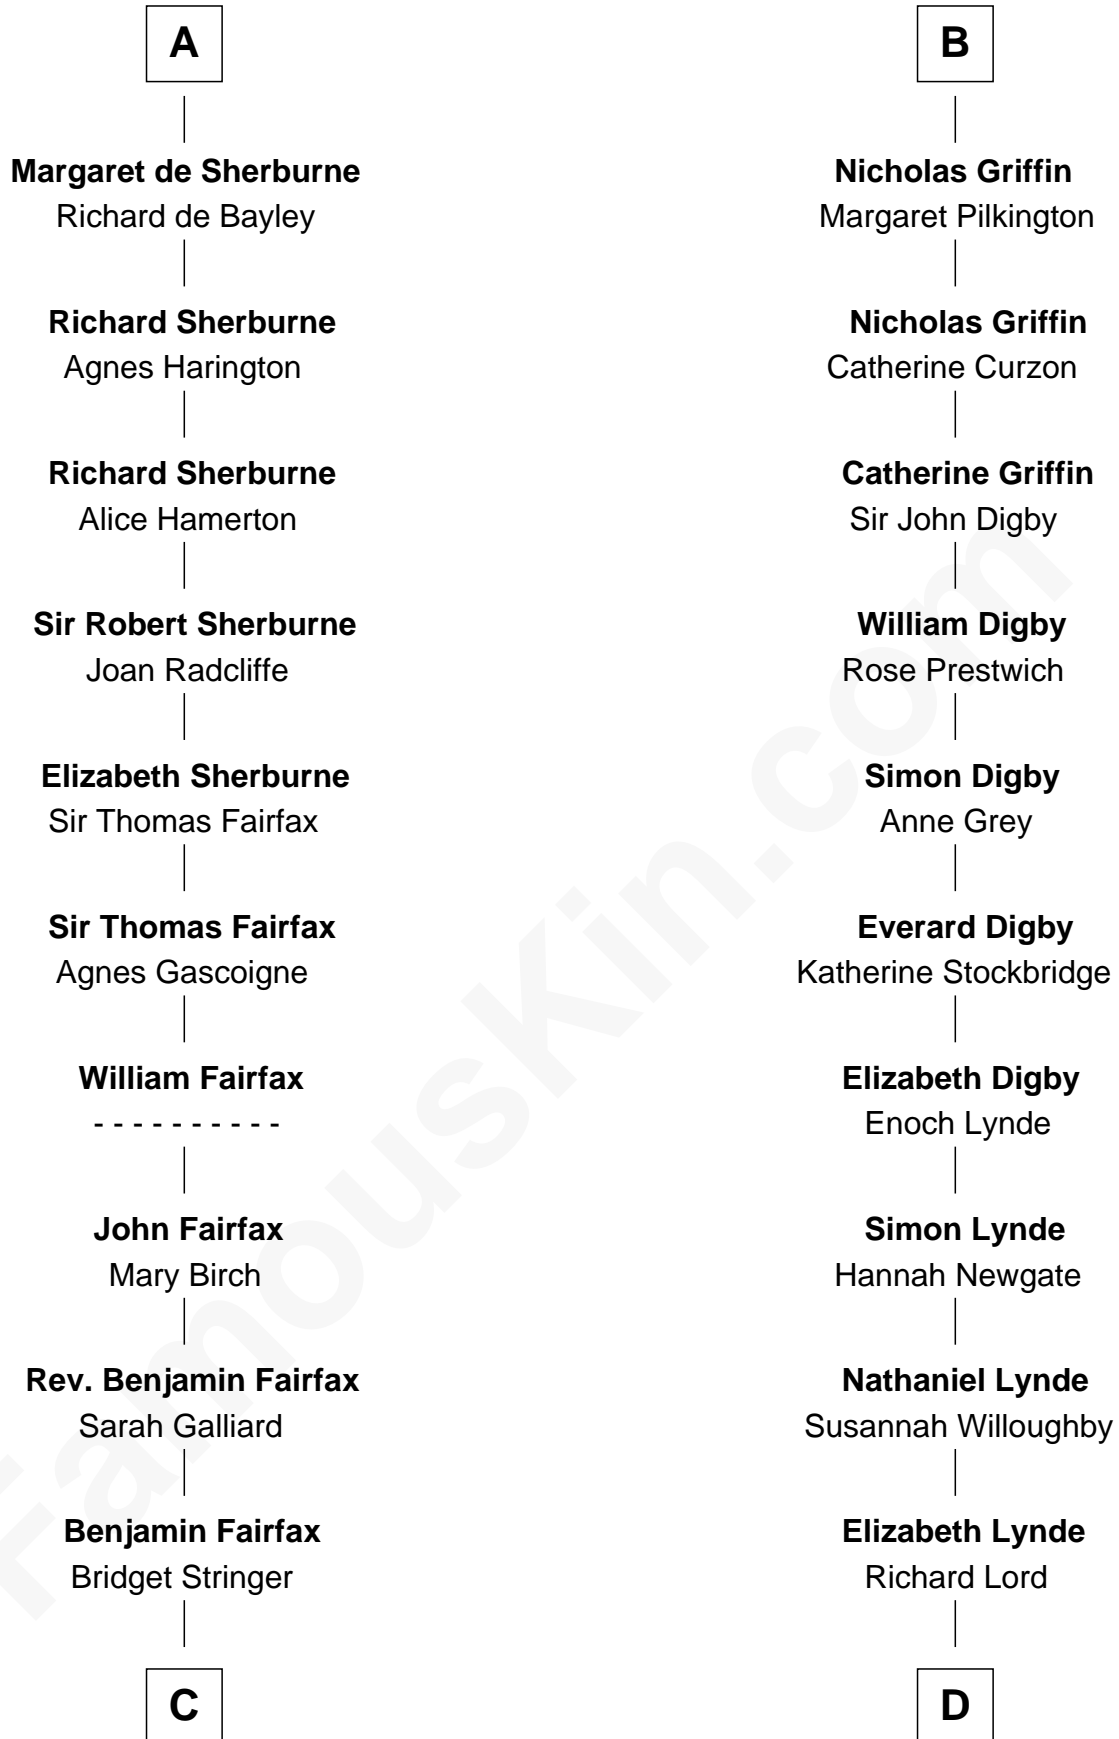 A
Margaret de Sherburne
Richard de Bayley
Richard Sherburne
Agnes Harington
Richard Sherburne
Alice Hamerton
Sir Robert Sherburne
Joan Radcliffe
Elizabeth Sherburne
Sir Thomas Fairfax
Sir Thomas Fairfax
Agnes Gascoigne
William Fairfax
- - - - - - - - - -
John Fairfax
Mary Birch
Rev. Benjamin Fairfax
Sarah Galliard
Benjamin Fairfax
Bridget Stringer
C
B
Nicholas Griffin
Margaret Pilkington
Nicholas Griffin
Catherine Curzon
Catherine Griffin
Sir John Digby
William Digby
Rose Prestwich
Simon Digby
Anne Grey
Everard Digby
Katherine Stockbridge
Elizabeth Digby
Enoch Lynde
Simon Lynde
Hannah Newgate
Nathaniel Lynde
Susannah Willoughby
Elizabeth Lynde
Richard Lord
D
FamousKin.com